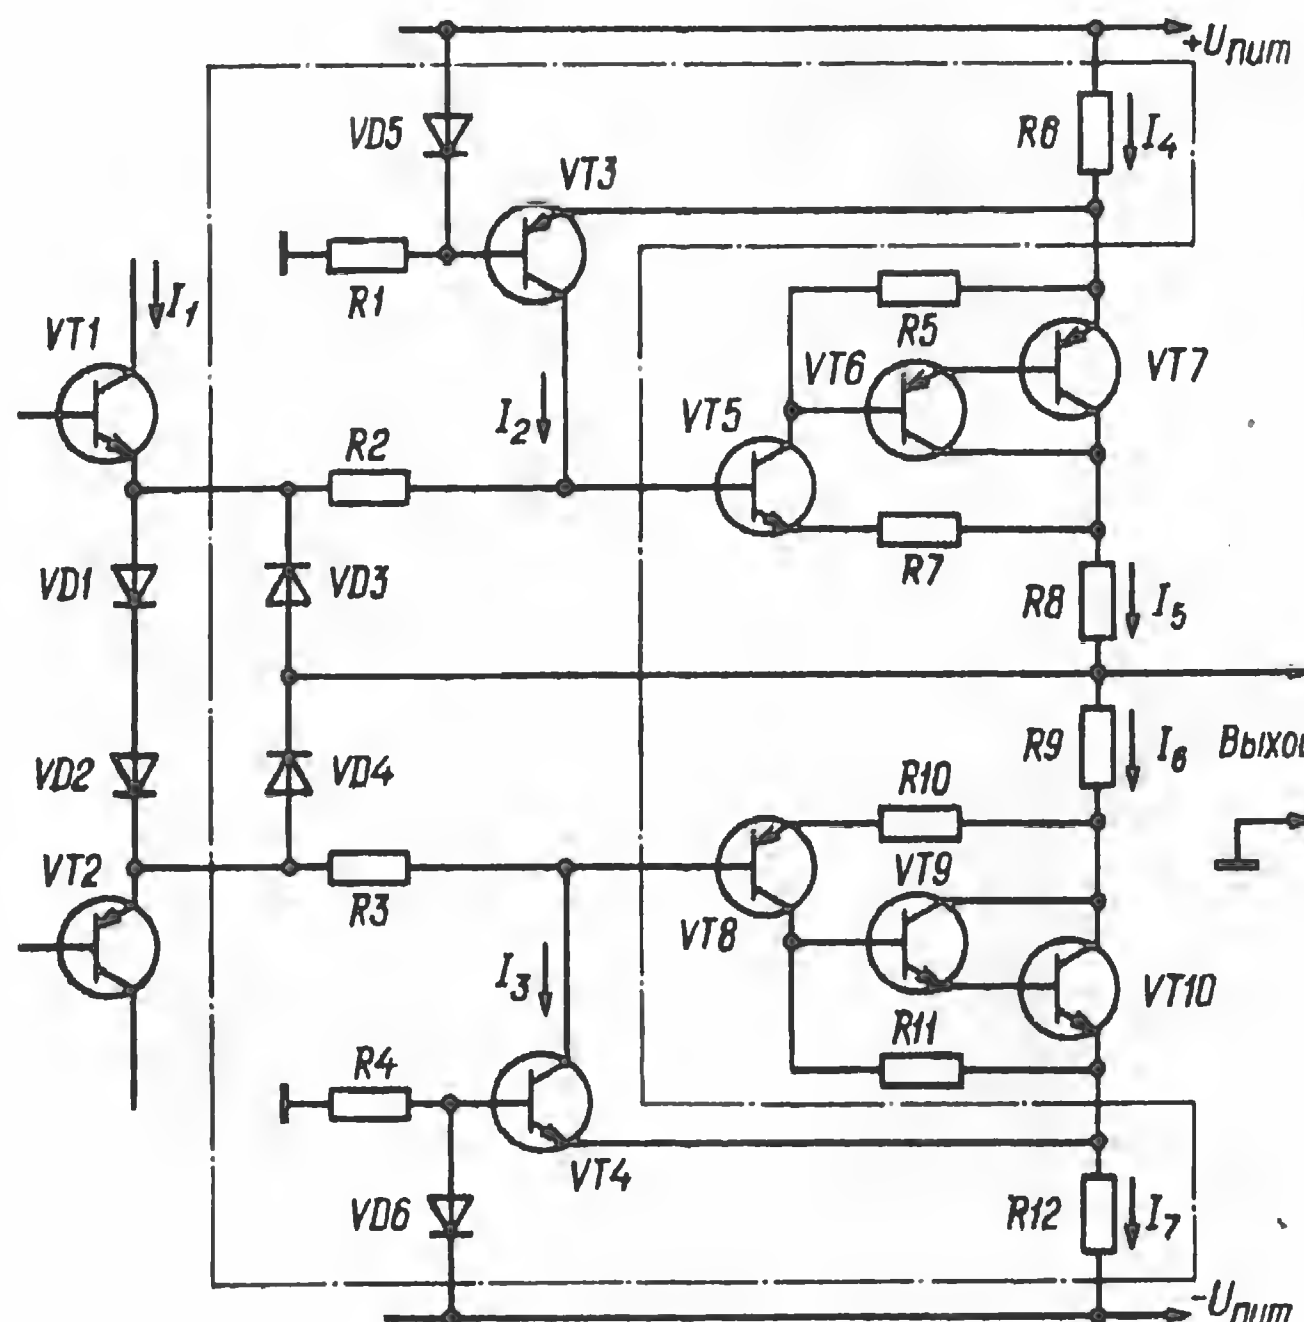 +Uпит
VD5
VT3
R6
I4
R1
I1
VT1
R5
VT6
VT7
I2
VT5
R2
R7
VD1
VD3
R8
I5
R9
I6
Выхо
VD2
VD4
R10
VT2
VT9
R3
VT8
I3
VT10
R11
R4
VT4
VD6
R12
I7
-Uпит